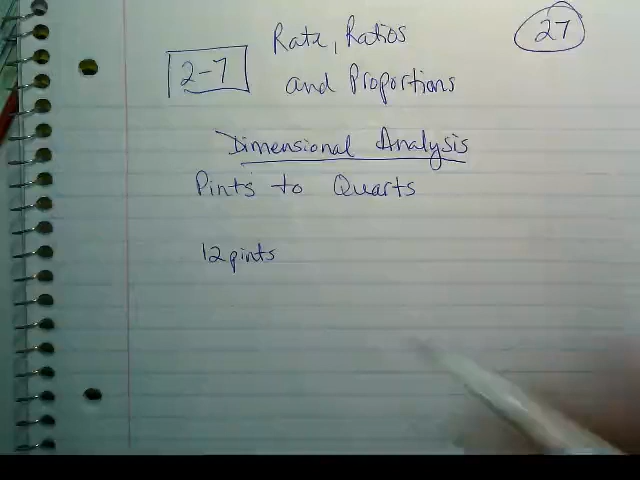 27
Rate, Ratios
2-7
and Proportions
Dimensional Analysis
Pints to Quarts
12 pints